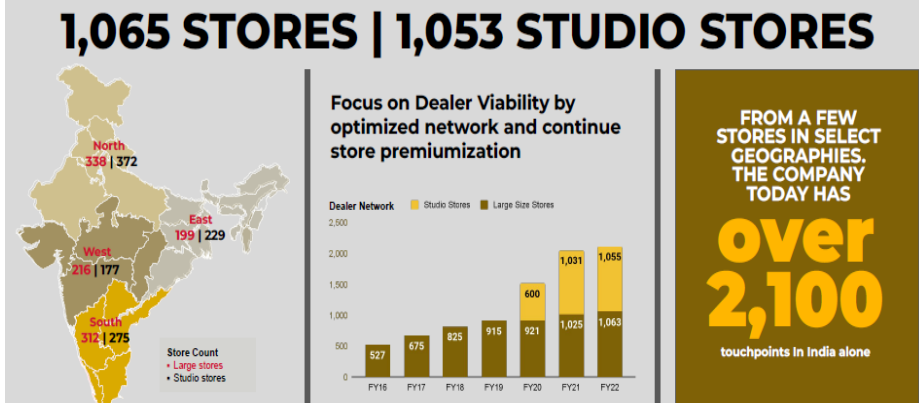 1,065 STORES | 1,053 STUDIO STORES
North
338 | 372
East
199 | 229
West
216 | 177
South
312 | 275
Store Count
• Large stores
• Studio stores
Focus on Dealer Viability by
optimized network and continue
store premiumization
Dealer Network
Studio Stores
Large Size Stores
2,500
2,000
1,500
1,000
500
0
527
675
825
915
600
921
1,031
1,025
1,055
1,063
FY16
FY17
FY18
FY19
FY20
FY21
FY22
FROM A FEW
STORES IN SELECT
GEOGRAPHIES.
THE COMPANY
TODAY HAS
over
2,100
touchpoints in India alone